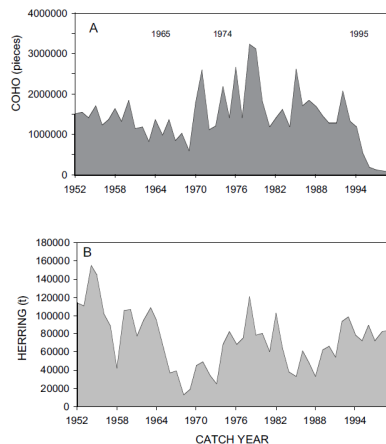 A
1965 1974 1995
COHO (pieces)
4000000
3000000
2000000
1000000
0
1952 1958 1964 1970 1976 1982 1988 1994
B
HERRING (t)
180000
160000
140000
120000
100000
80000
60000
40000
20000
0
1952 1958 1964 1970 1976 1982 1988 1994
CATCH YEAR